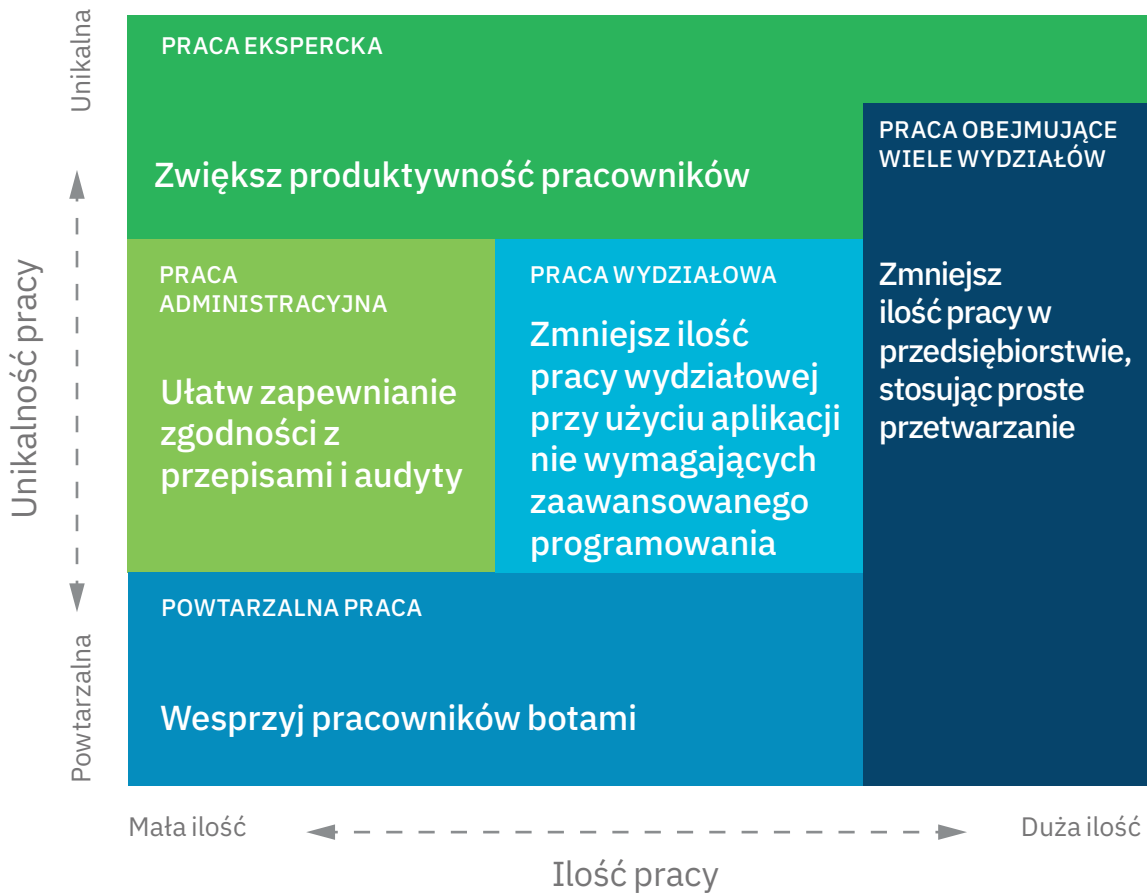 Unikalna
Unikalność pracy
Powtarzalna
PRACA EKSPERCKA
Zwiększ produktywność pracowników
PRACA OBEJMUJĄCE
WIELE WYDZIAŁÓW
Zmniejsz
ilość pracy w
przedsiębiorstwie,
stosując proste
przetwarzanie
PRACA
ADMINISTRACYJNA
Ułatw zapewnianie
zgodności z
przepisami i audyty
PRACA WYDZIAŁOWA
Zmniejsz ilość
pracy wydziałowej
przy użyciu aplikacji
nie wymagających
zaawansowanego
programowania
POWTARZALNA PRACA
Wesprzyj pracowników botami
Mała ilość
Duża ilość
Ilość pracy